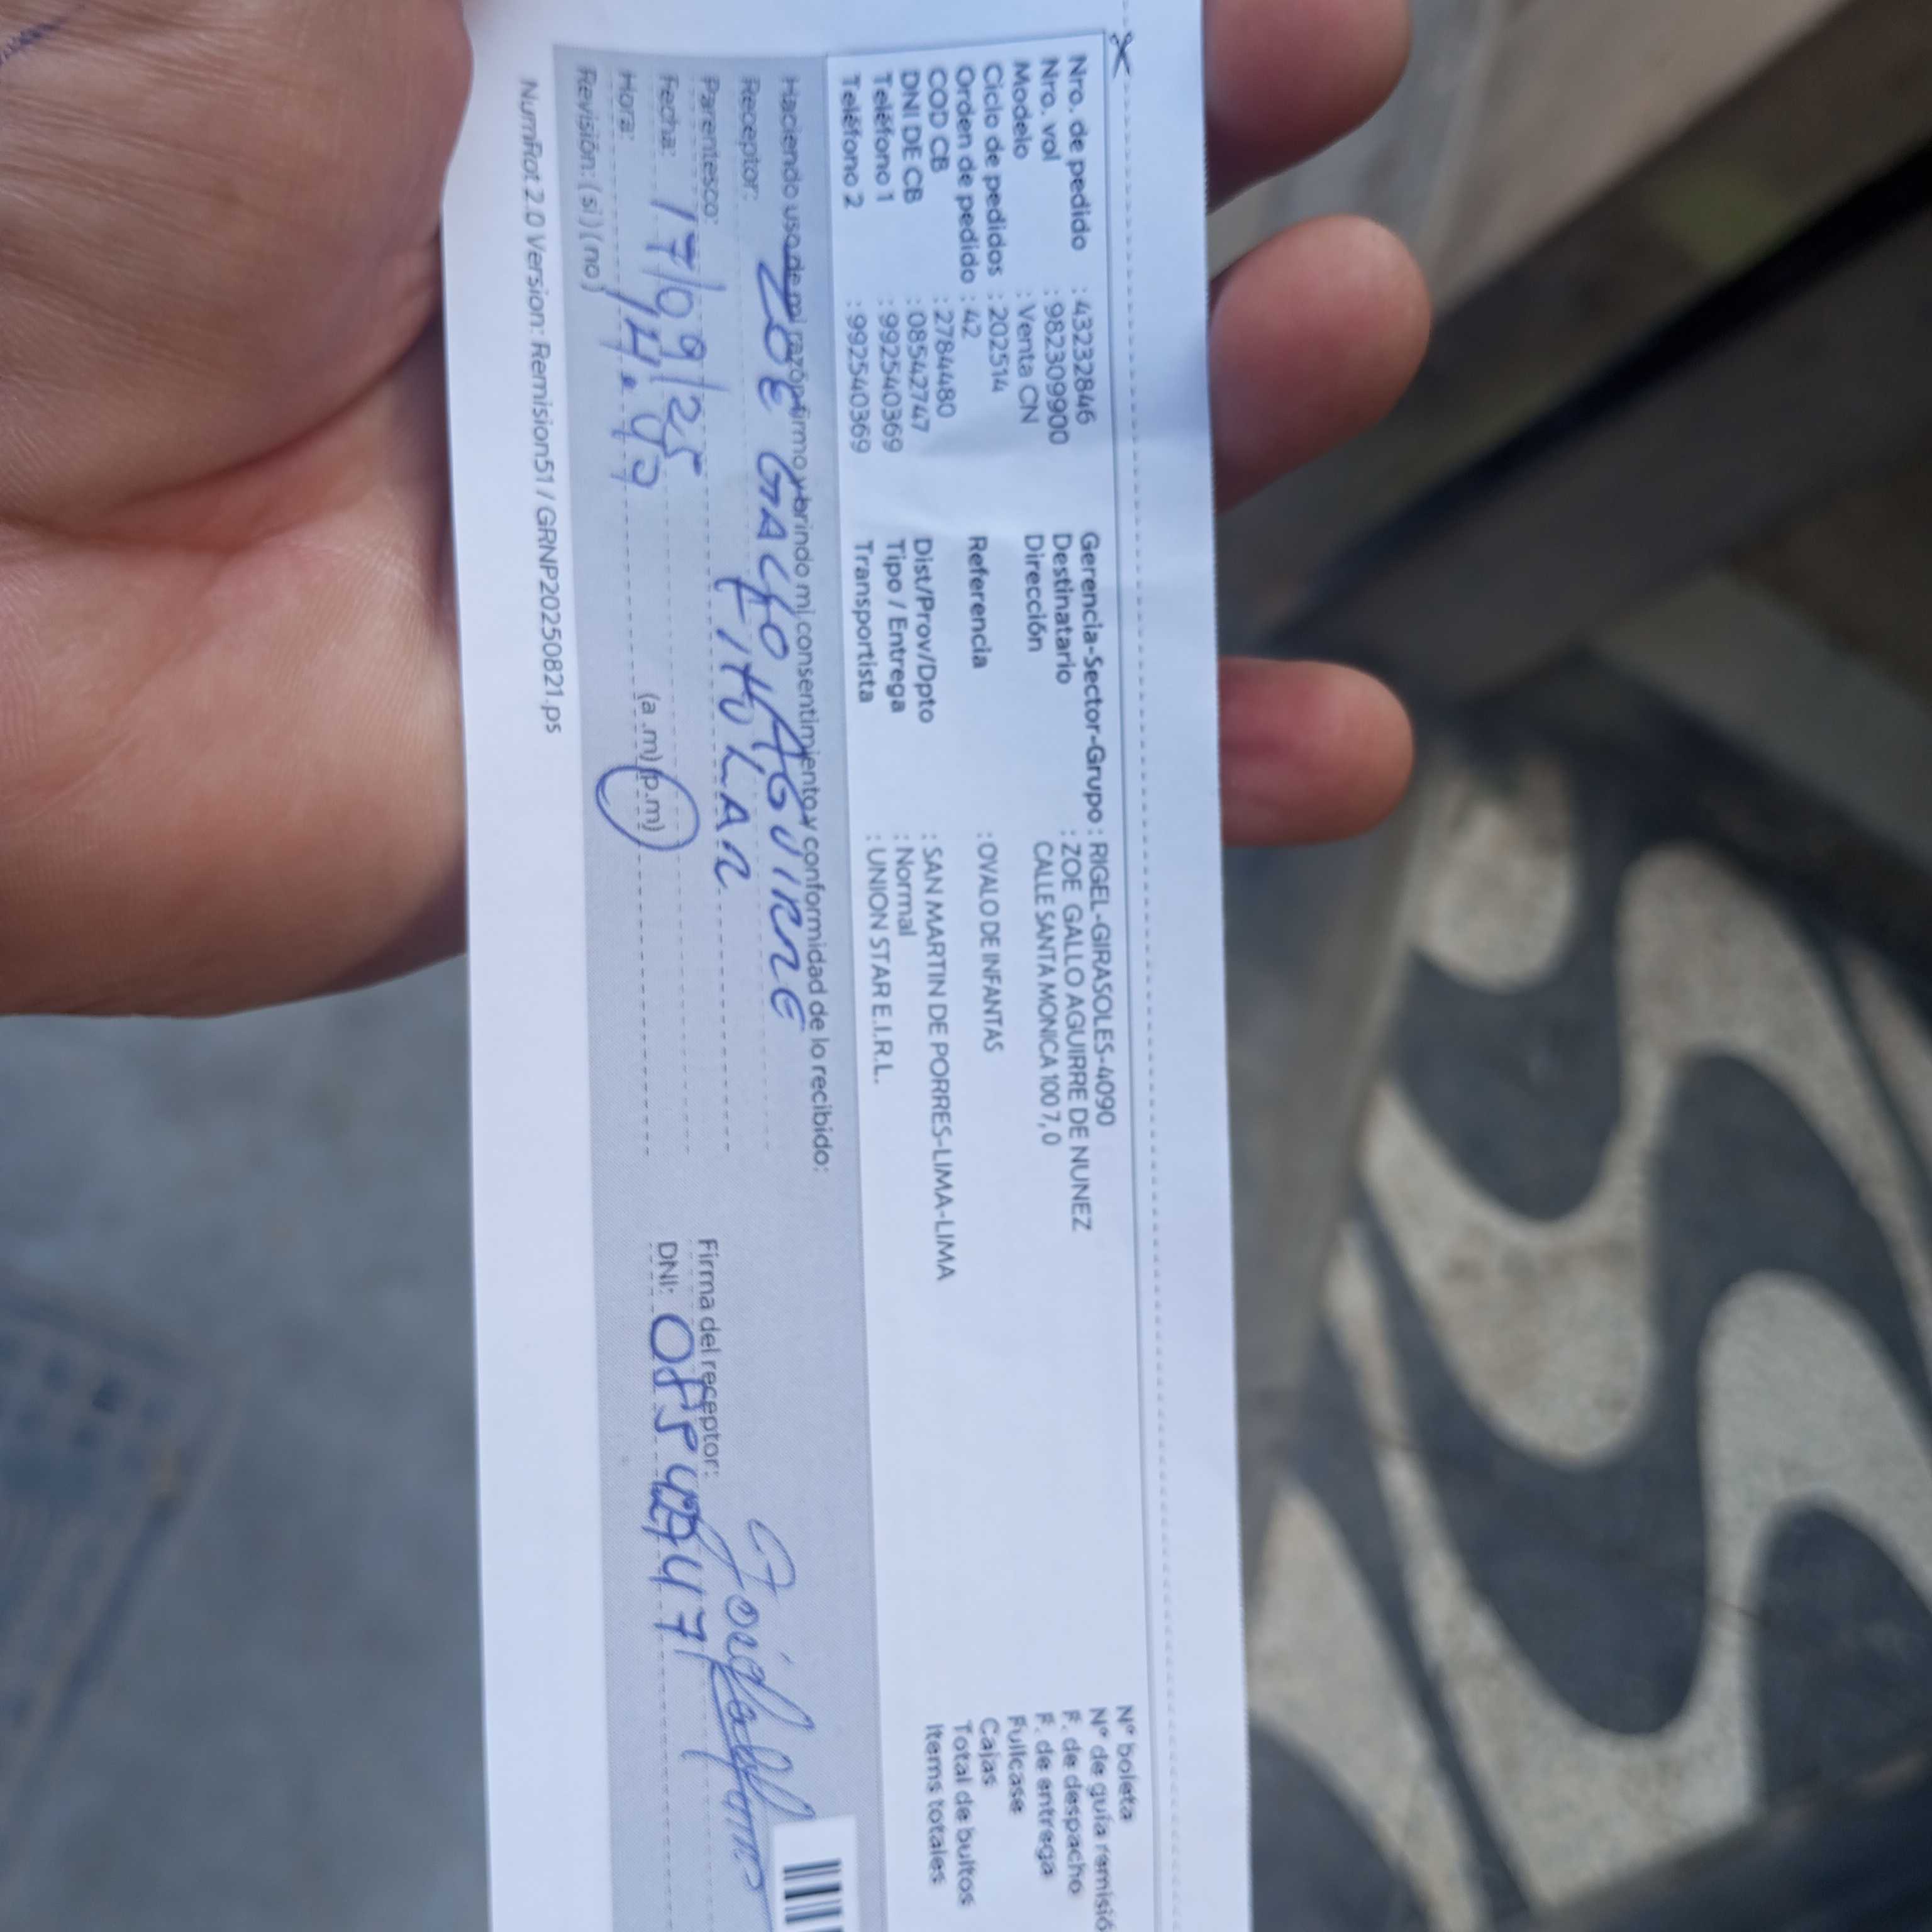 Nro. de pedido : 43232846
Nro. vol : 982309900
Modelo : Venta CN
Ciclo de pedidos : 202514
Orden de pedido : 42
COD CB : 2784480
DNI DE CB : 08542747
Teléfono 1 : 992540369
Teléfono 2 : 992540369
Gerencia-Sector-Grupo : RIGEL-GIRASOLES-4090
Destinatario : ZOE GALLO AGUIRRE DE NUNEZ
Dirección CALLE SANTA MONICA 1007,0
Referencia : OVALO DE INFANTAS
Dist/Prov/Dpto : SAN MARTIN DE PORRES-LIMA-LIMA
Tipo / Entrega : Normal
Transportista : UNION STAR E.I.R.L.
N° boleta
N° de guía remisió
F. de despacho
F. de entrega
Fullcase
Cajas
Total de bultos
Items totales
Haciendo uso de mi razón firmo y brindo mi consentimiento y conformidad de lo recibido:
Receptor: ZOE GALLO AGUIRRE
Parentesco: TITULAR
Fecha: 17/09/25
Hora: (a .m) (p.m)
Revisión: (si) (no)
Firma del receptor:
DNI: 08542747
NumRot 2.0 Version: Remision51 / GRNP20250821.ps